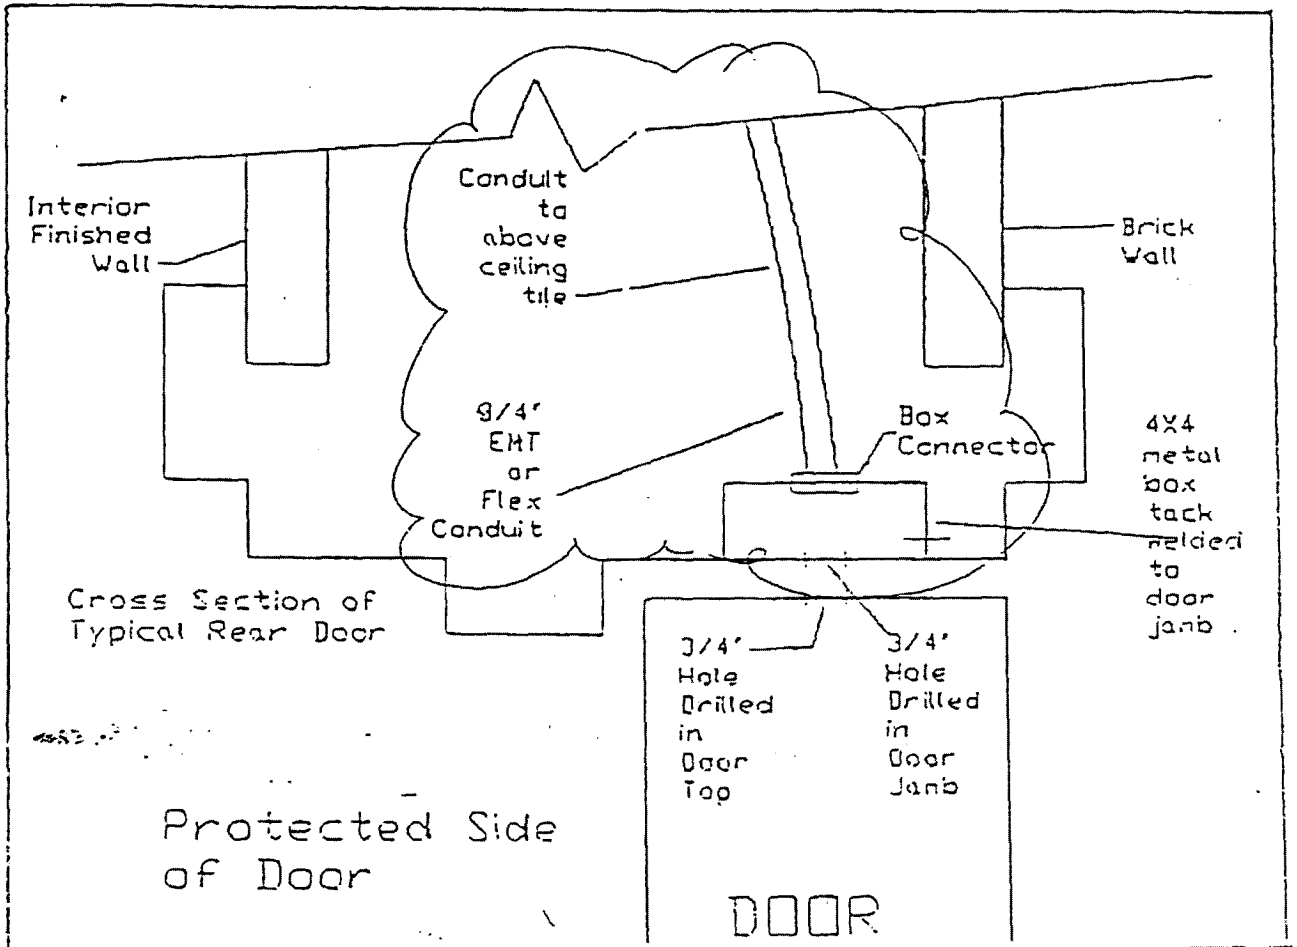 Interior
Finished
Wall
Conduit
to
above
ceiling
tile
Brick
Wall
3/4"
EMT
or
Flex
Conduit
Box
Connector
4X4
metal
box
tack
welded
to
door
jamb
Cross Section of
Typical Rear Door
3/4"
Hole
Drilled
in
Door
Top
3/4"
Hole
Drilled
in
Door
Jamb
Protected Side
of Door
DOOR